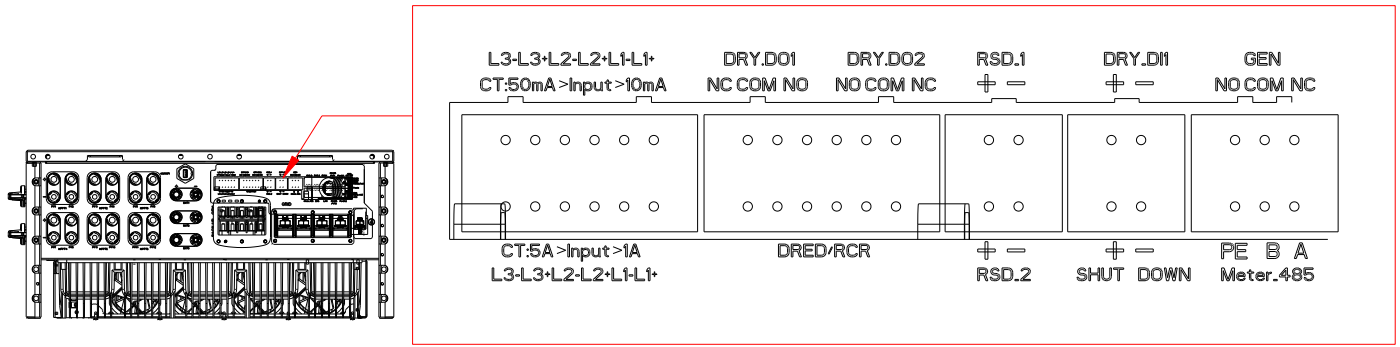 L3-L3+L2-L2+L1-L1+ DRY.DO1 DRY.DO2 RSD.1 DRY.DI1 GEN
CT:50mA>Input>10mA NC COM NO NO COM NC + - + - NO COM NC
CT:5A>Input>1A DRED/RCR + - + - PE B A
L3-L3+L2-L2+L1-L1+ RSD.2 SHUT DOWN Meter.485